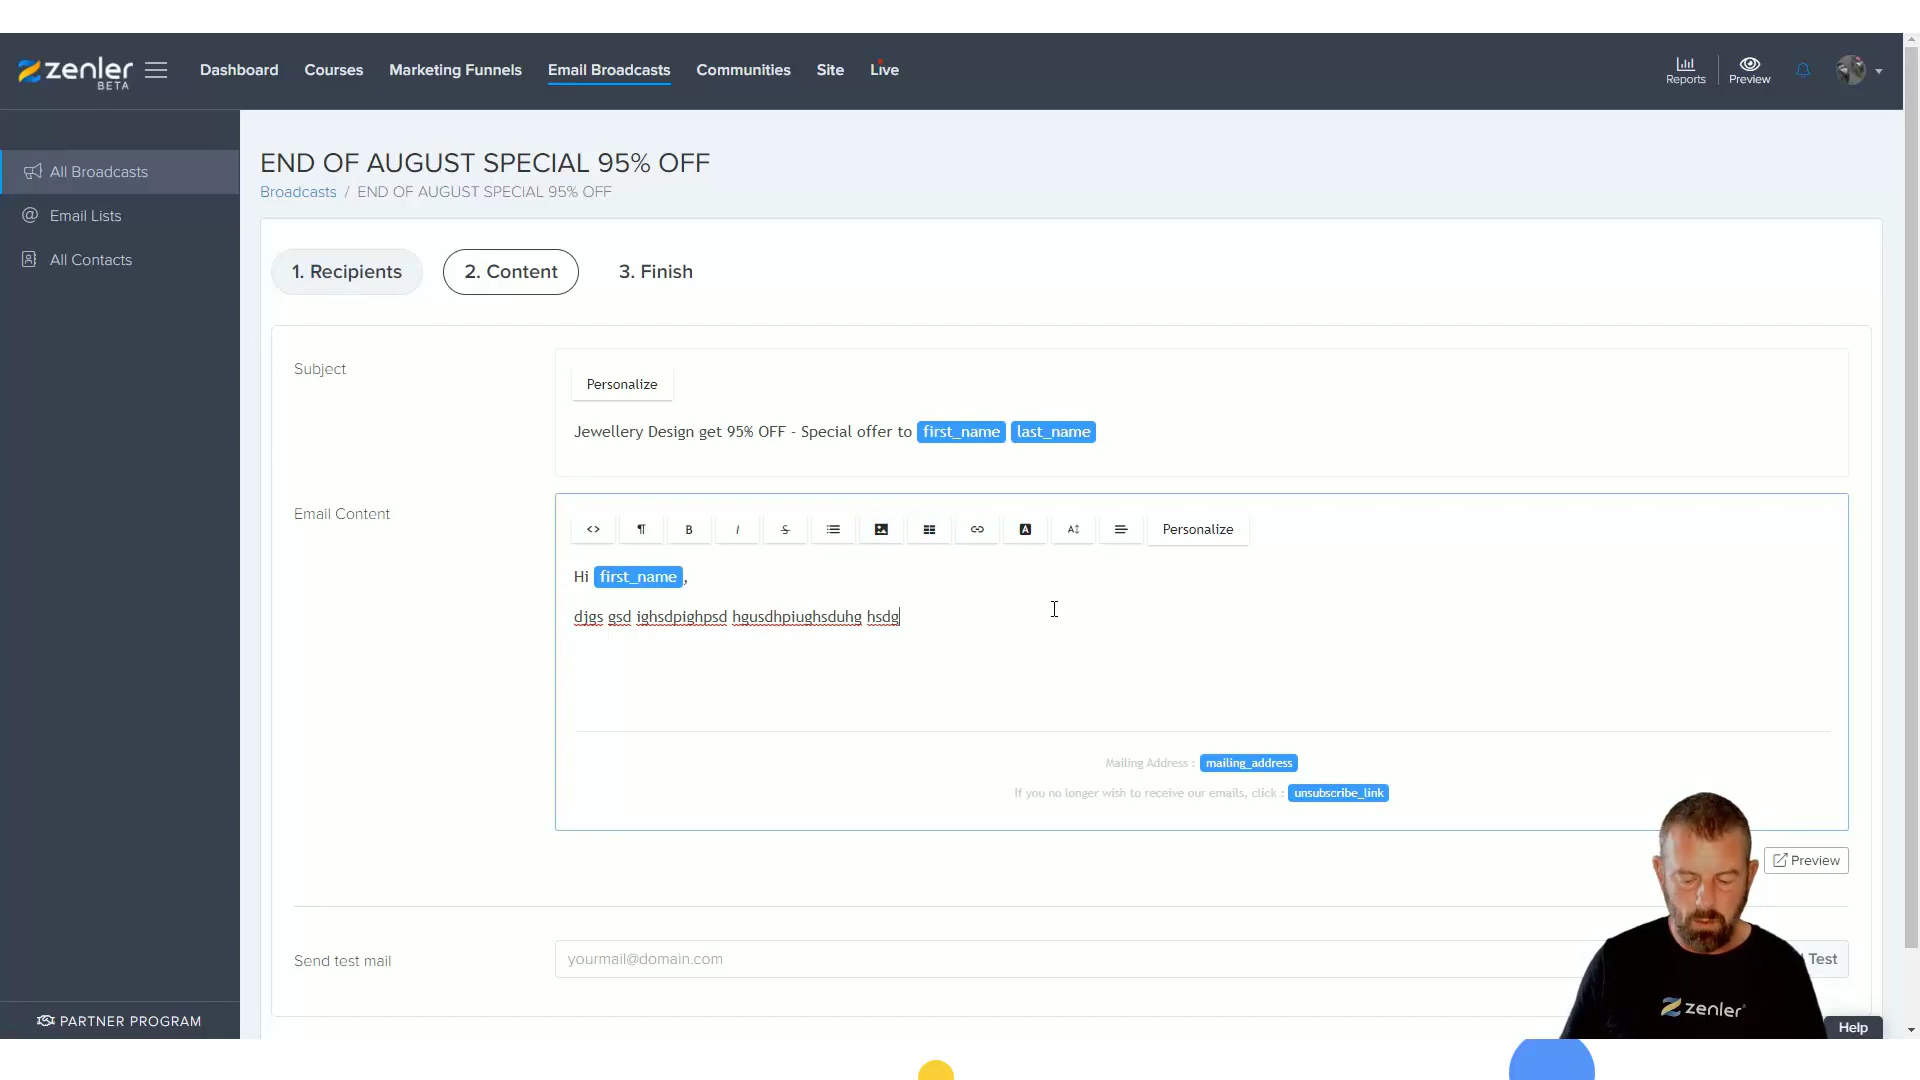 zenler
BETA
Dashboard
Courses
Marketing Funnels
Email Broadcasts
Communities
Site
Live
Reports
Preview
All Broadcasts
Email Lists
All Contacts
END OF AUGUST SPECIAL 95% OFF
Broadcasts / END OF AUGUST SPECIAL 95% OFF
1. Recipients
2. Content
3. Finish
Subject
Personalize
Jewellery Design get 95% OFF - Special offer to first_name last_name
Email Content
<>
B
I
S
A
Personalize
Hi first_name ,
djgs gsd ighsdpighpsd hgusdhpiughsduhg hsdg
Mailing Address : mailing_address
If you no longer wish to receive our emails, click : unsubscribe_link
Preview
Send test mail
yourmail@domain.com
Test
zenler
PARTNER PROGRAM
Help